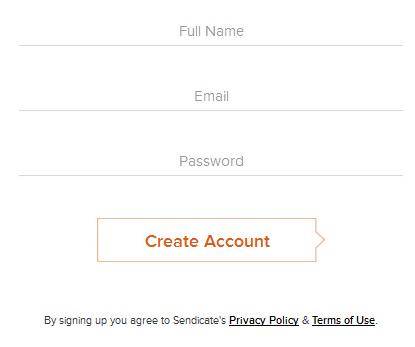 Full Name
Email
Password
Create Account
By signing up you agree to Sendicate's Privacy Policy & Terms of Use.